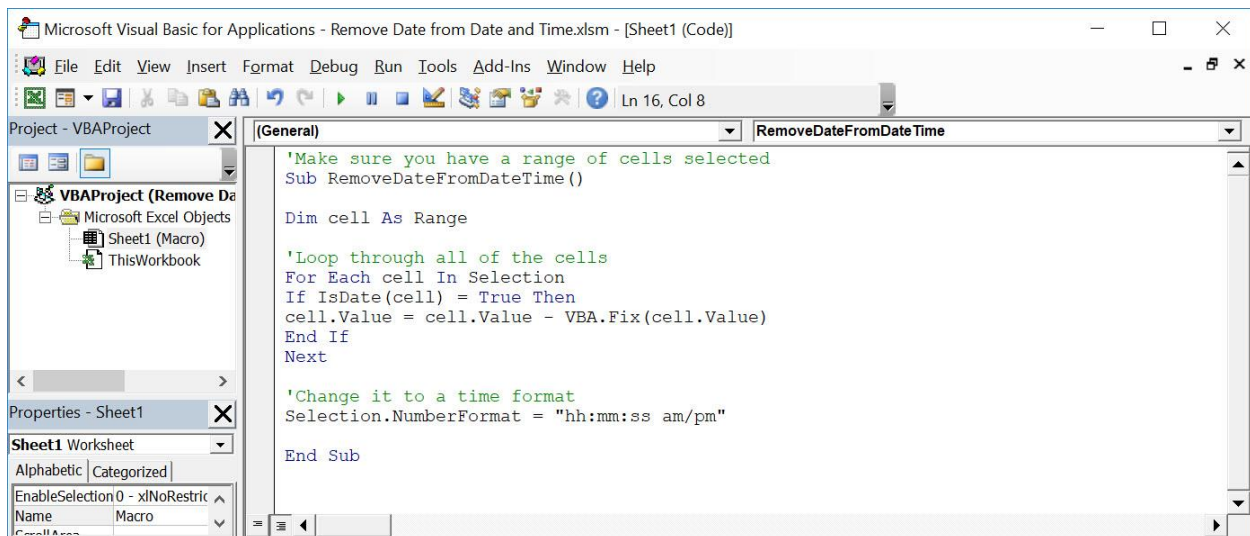 Microsoft Visual Basic for Applications - Remove Date from Date and Time.xlsm - [Sheet1 (Code)]
File Edit View Insert Format Debug Run Tools Add-Ins Window Help
Ln 16, Col 8
Project - VBAProject
(General)
RemoveDateFromDateTime
VBAProject (Remove Da
Microsoft Excel Objects
Sheet1 (Macro)
ThisWorkbook
Properties - Sheet1
Sheet1 Worksheet
Alphabetic Categorized
EnableSelection 0 - xlNoRestric
Name Macro
ScrollArea
'Make sure you have a range of cells selected
Sub RemoveDateFromDateTime()
Dim cell As Range
'Loop through all of the cells
For Each cell In Selection
If IsDate(cell) = True Then
cell.Value = cell.Value - VBA.Fix(cell.Value)
End If
Next
'Change it to a time format
Selection.NumberFormat = "hh:mm:ss am/pm"
End Sub